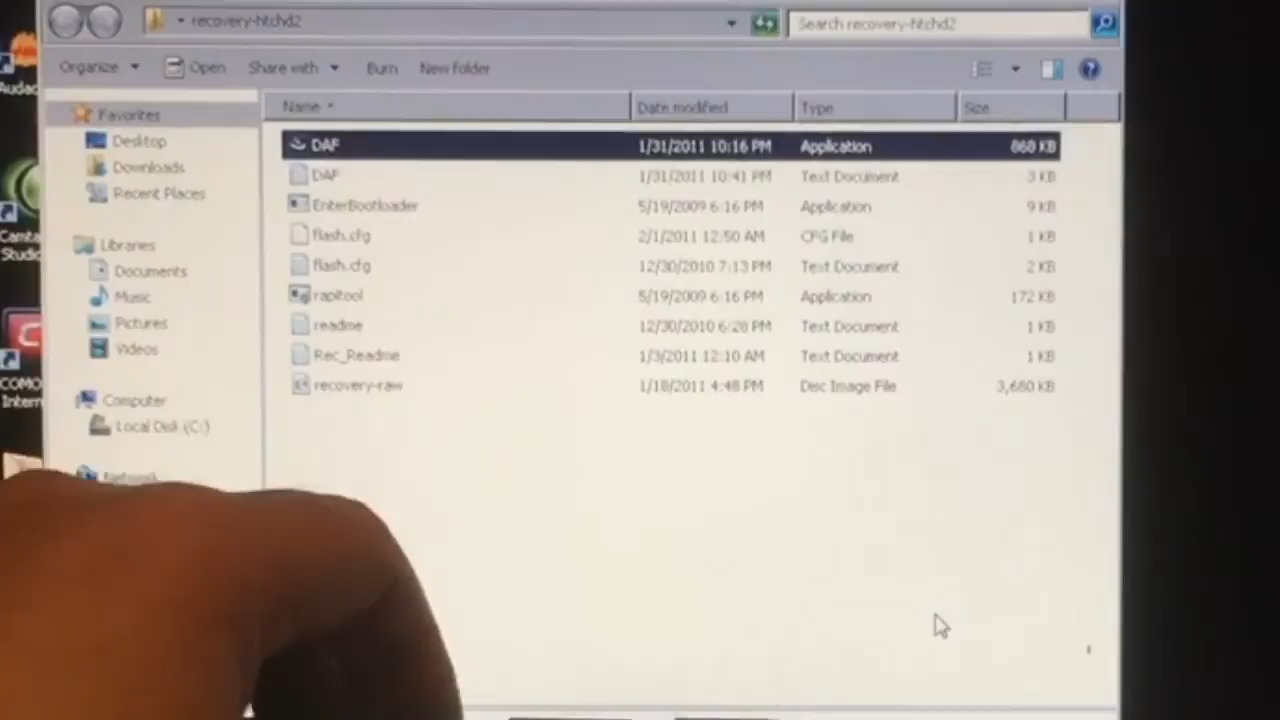 recovery-htchd2 Search recovery-htchd2
Organize Open Share with Burn New folder
Name Date modified Type Size
Favorites
Desktop
Downloads
Recent Places
Libraries
Documents
Music
Pictures
Videos
Computer
Local Disk (C:)
Network
DAF 1/31/2011 10:16 PM Application 868 KB
DAF 1/31/2011 10:41 PM Text Document 3 KB
EnterBootloader 5/19/2009 6:16 PM Application 9 KB
flash.cfg 2/1/2011 12:50 AM CFG File 1 KB
flash.cfg 12/30/2010 7:13 PM Text Document 2 KB
rapitool 5/19/2009 6:16 PM Application 172 KB
readme 12/30/2010 6:28 PM Text Document 1 KB
Rec_Readme 1/3/2011 12:10 AM Text Document 1 KB
recovery-raw 1/18/2011 4:48 PM Disc Image File 3,680 KB
Audac
Camta
Studio
COMO
Intern